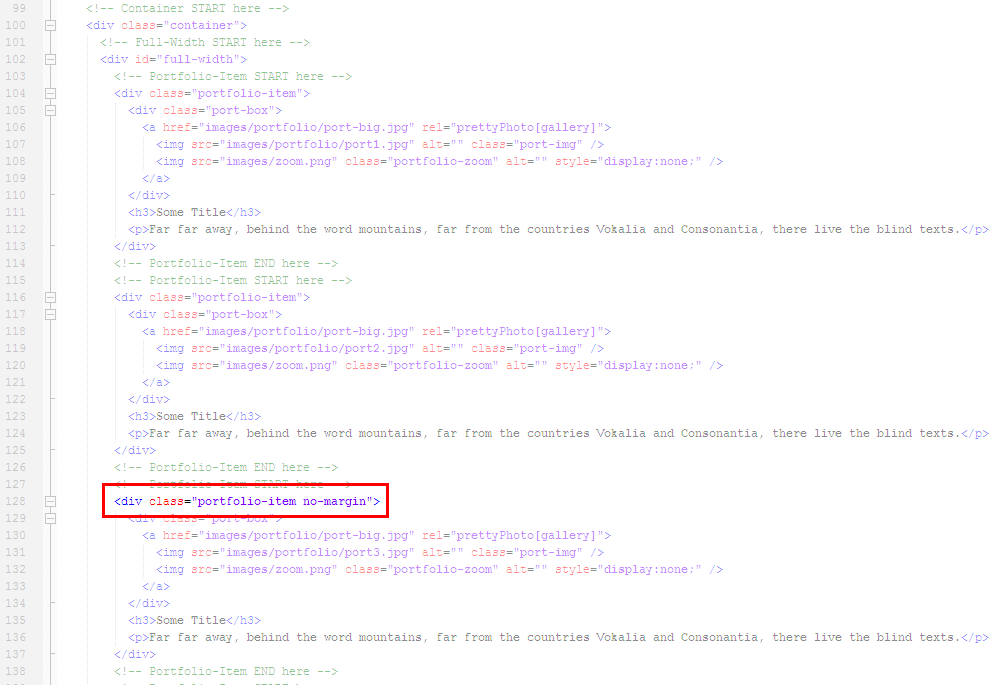 99 <!-- Container START here -->
100 <div class="container">
101 <!-- Full-Width START here -->
102 <div id="full-width">
103 <!-- Portfolio-Item START here -->
104 <div class="portfolio-item">
105 <div class="port-box">
106 <a href="images/portfolio/port-big.jpg" rel="prettyPhoto[gallery]">
107 <img src="images/portfolio/port1.jpg" alt="" class="port-img" />
108 <img src="images/zoom.png" class="portfolio-zoom" alt="" style="display:none;" />
109 </a>
110 </div>
111 <h3>Some Title</h3>
112 <p>Far far away, behind the word mountains, far from the countries Vokalia and Consonantia, there live the blind texts.</p>
113 </div>
114 <!-- Portfolio-Item END here -->
115 <!-- Portfolio-Item START here -->
116 <div class="portfolio-item">
117 <div class="port-box">
118 <a href="images/portfolio/port-big.jpg" rel="prettyPhoto[gallery]">
119 <img src="images/portfolio/port2.jpg" alt="" class="port-img" />
120 <img src="images/zoom.png" class="portfolio-zoom" alt="" style="display:none;" />
121 </a>
122 </div>
123 <h3>Some Title</h3>
124 <p>Far far away, behind the word mountains, far from the countries Vokalia and Consonantia, there live the blind texts.</p>
125 </div>
126 <!-- Portfolio-Item END here -->
127 <!-- Portfolio-Item START here -->
128 <div class="portfolio-item no-margin">
129 <div class="port-box">
130 <a href="images/portfolio/port-big.jpg" rel="prettyPhoto[gallery]">
131 <img src="images/portfolio/port3.jpg" alt="" class="port-img" />
132 <img src="images/zoom.png" class="portfolio-zoom" alt="" style="display:none;" />
133 </a>
134 </div>
135 <h3>Some Title</h3>
136 <p>Far far away, behind the word mountains, far from the countries Vokalia and Consonantia, there live the blind texts.</p>
137 </div>
138 <!-- Portfolio-Item END here -->